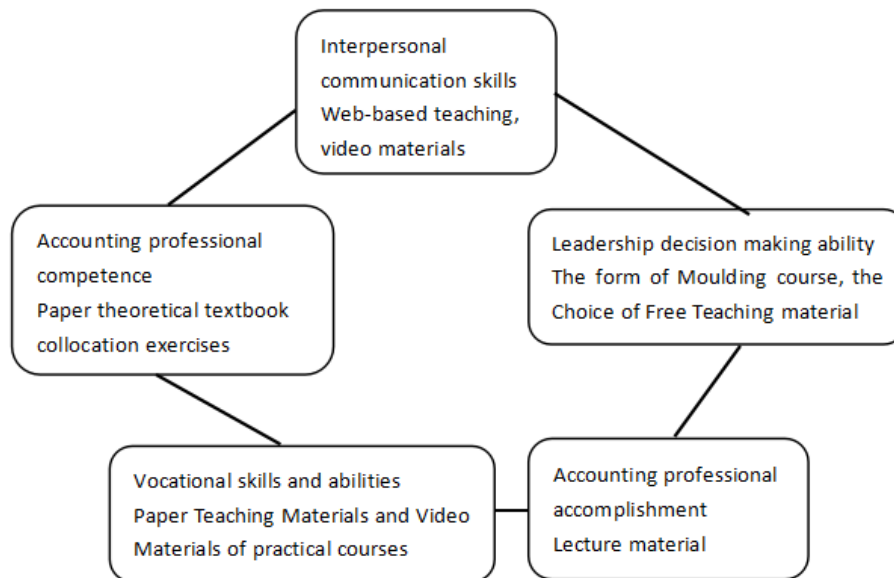 Interpersonal
communication skills
Web-based teaching,
video materials
Accounting professional
competence
Paper theoretical textbook
collocation exercises
Leadership decision making ability
The form of Moulding course, the
Choice of Free Teaching material
Vocational skills and abilities
Paper Teaching Materials and Video
Materials of practical courses
Accounting professional
accomplishment
Lecture material